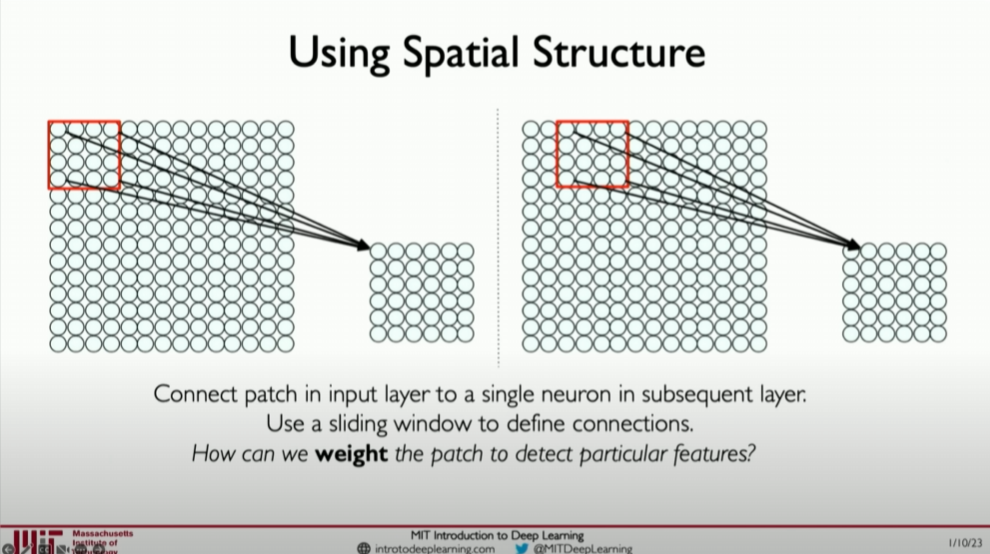 Using Spatial Structure
Connect patch in input layer to a single neuron in subsequent layer.
Use a sliding window to define connections.
How can we weight the patch to detect particular features?
Massachusetts
Institute of
Technology
MIT Introduction to Deep Learning
introtodeeplearning.com @MITDeepLearning
1/10/23